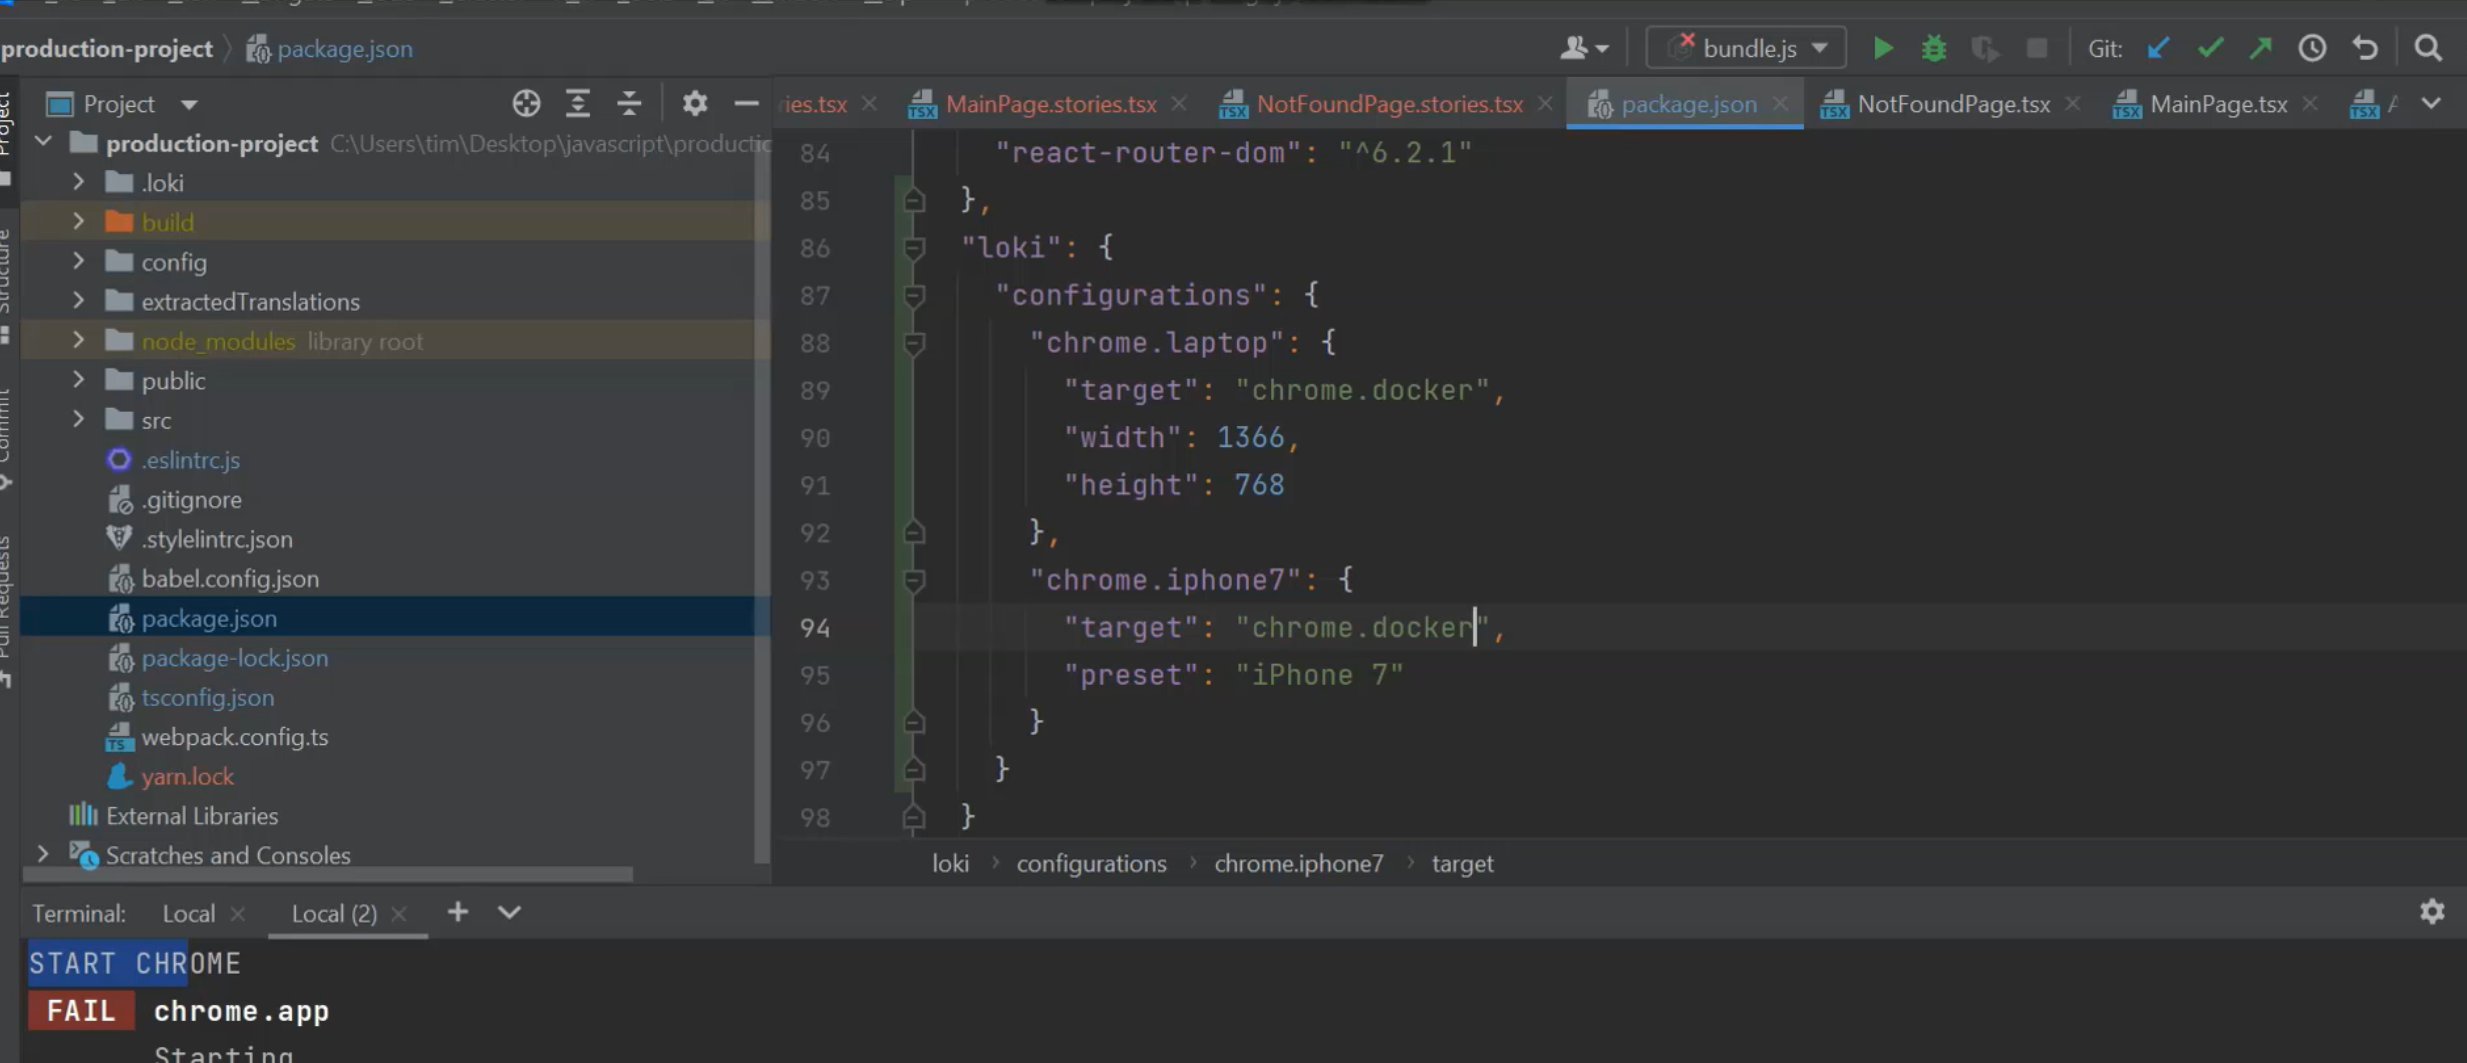 production-project package.json
bundle.js Git:
Project
ies.tsx MainPage.stories.tsx NotFoundPage.stories.tsx package.json NotFoundPage.tsx MainPage.tsx
Project
Structure
Commit
Pull Requests
production-project C:\Users\tim\Desktop\javascript\productic
.loki
build
config
extractedTranslations
node_modules library root
public
src
.eslintrc.js
.gitignore
.stylelintrc.json
babel.config.json
package.json
package-lock.json
tsconfig.json
webpack.config.ts
yarn.lock
External Libraries
Scratches and Consoles
84 "react-router-dom": "^6.2.1"
85 },
86 "loki": {
87 "configurations": {
88 "chrome.laptop": {
89 "target": "chrome.docker",
90 "width": 1366,
91 "height": 768
92 },
93 "chrome.iphone7": {
94 "target": "chrome.docker",
95 "preset": "iPhone 7"
96 }
97 }
98 }
loki configurations chrome.iphone7 target
Terminal: Local Local (2)
START CHROME
FAIL chrome.app
Starting